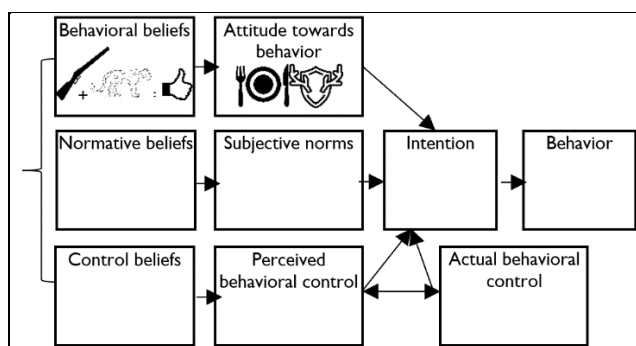 Behavioral beliefs
Attitude towards
behavior
+ =
Normative beliefs
Subjective norms
Intention
Behavior
Control beliefs
Perceived
behavioral control
Actual behavioral
control